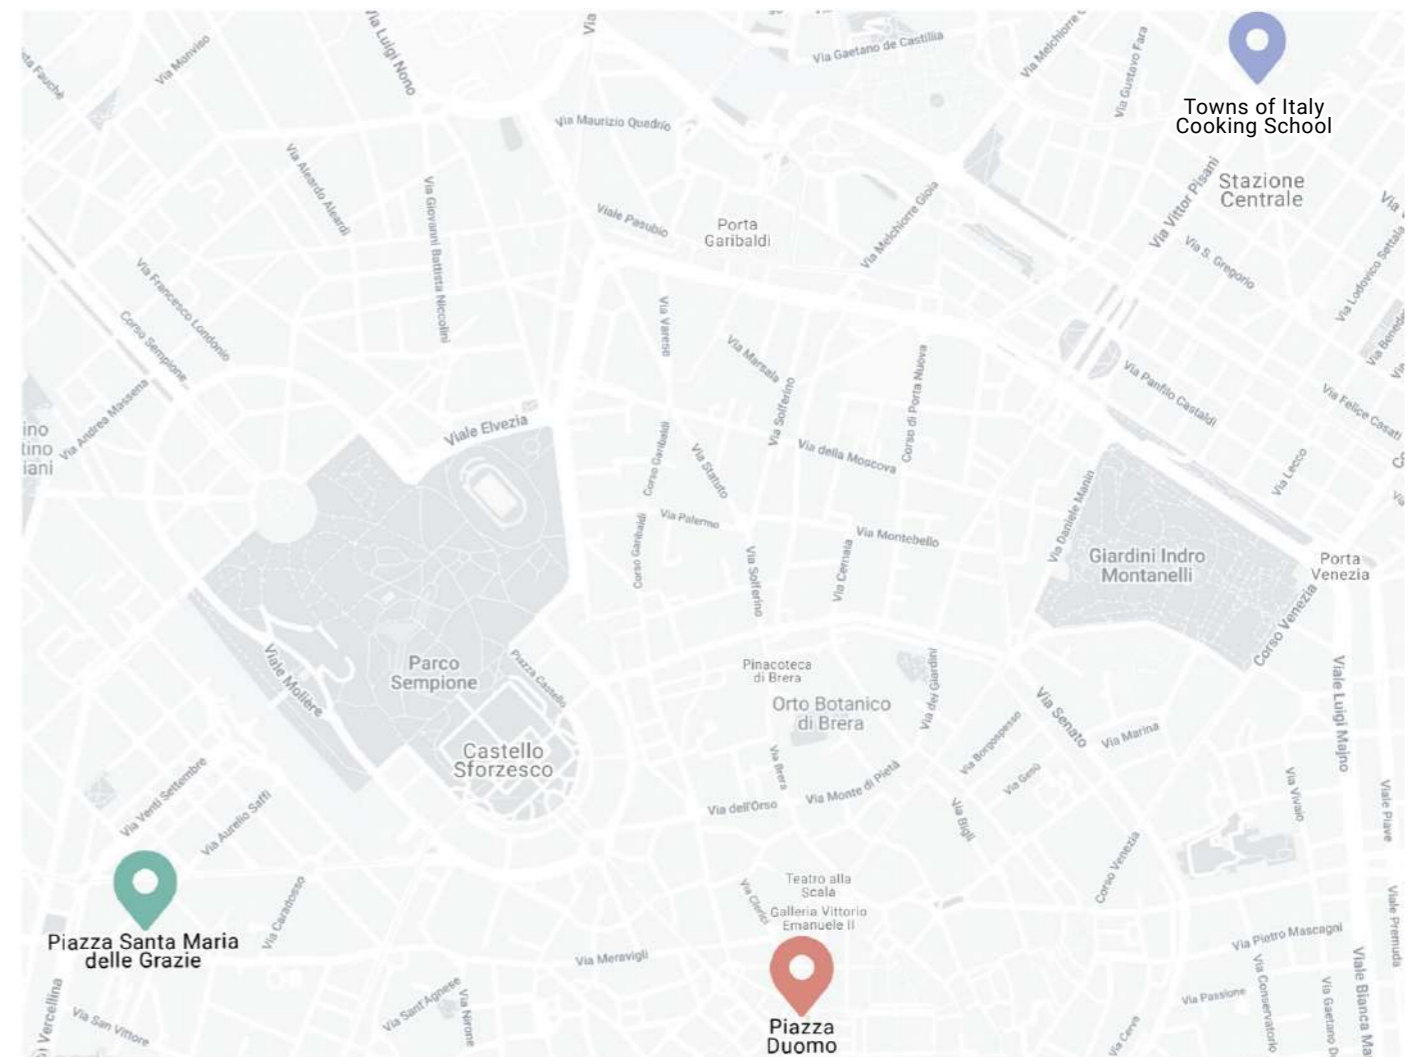 Via Monviso
Via Luigi Nono
Via
Via Gaetano de Castillia
Via Melchiorre
Via Gustavo Fara
Towns of Italy
Cooking School
Via Maurizio Quadrio
Via Aleardo Aleardi
Via Giovanni Battista Niccolini
Viale Pasubio
Porta
Garibaldi
Via Melchiorre Gioia
Via Vittor Pisani
Stazione
Centrale
Via S. Gregorio
Via Lodovico Settala
Via Francesco Londonio
Corso Sempione
Via Varese
Via Marsala
Via Solferino
Corso di Porta Nuova
Via Panfilo Castaldi
Via Felice Casati
Via Andrea Massena
ino
tino
iani
Viale Elvezia
Corso Garibaldi
Via Statuto
Via della Moscova
Via Lecco
Via Palermo
Corso Garibaldi
Via Solferino
Via Cernaia
Via Montebello
Via Daniele Manin
Giardini Indro
Montanelli
Porta
Venezia
Corso Venezia
Viale Molière
Parco
Sempione
Piazza Castello
Pinacoteca
di Brera
Orto Botanico
di Brera
Via dei Giardini
Via Senato
Via Marina
Viale Luigi Majno
Castello
Sforzesco
Via Brera
Via Monte di Pietà
Via Borgospesso
Via Gesù
Via dell'Orso
Via Bigli
Via Vivaio
Viale Piave
Via Venti Settembre
Via Aurelio Saffi
Corso Venezia
Piazza Santa Maria
delle Grazie
Via Caradosso
Teatro alla
Scala
Via Clerici
Galleria Vittorio
Emanuele II
Via Meravigli
Via Pietro Mascagni
Viale Premuda
Via San Vittore
Via Sant'Agnese
Via Nirone
Piazza
Duomo
Via Passione
Via Conservatorio
Via Cerva